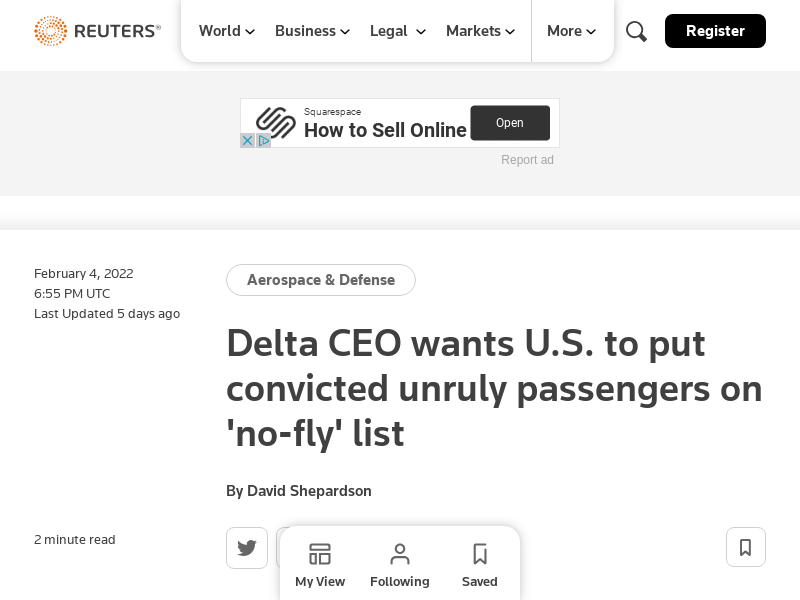 REUTERS®
World
Business
Legal
Markets
More
Register
Squarespace
How to Sell Online
Open
Report ad
February 4, 2022
6:55 PM UTC
Last Updated 5 days ago
Aerospace & Defense
Delta CEO wants U.S. to put
convicted unruly passengers on
'no-fly' list
By David Shepardson
2 minute read
My View
Following
Saved